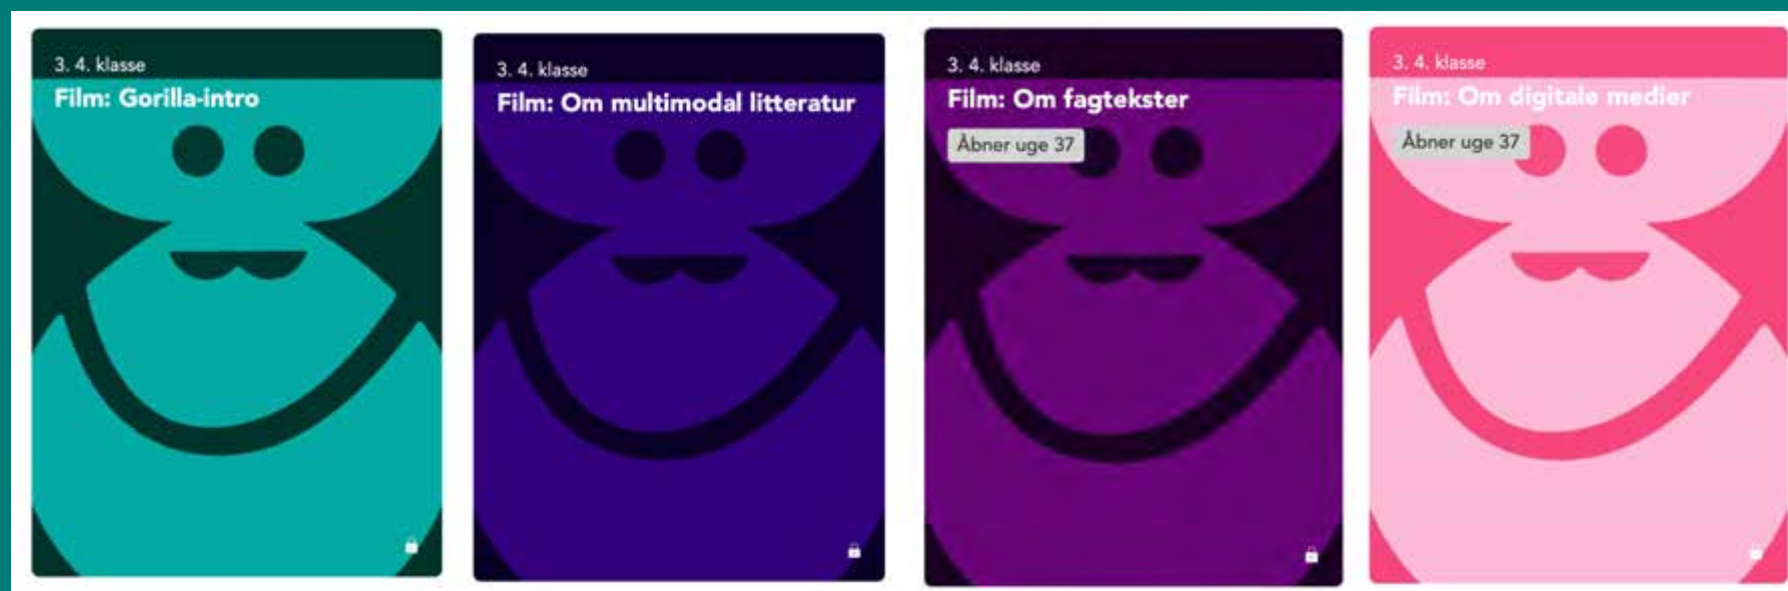 3. 4. klasse
Film: Gorilla-intro
3. 4. klasse
Film: Om multimodal litteratur
3. 4. klasse
Film: Om fagtekster
Åbner uge 37
3. 4. klasse
Film: Om digitale medier
Åbner uge 37